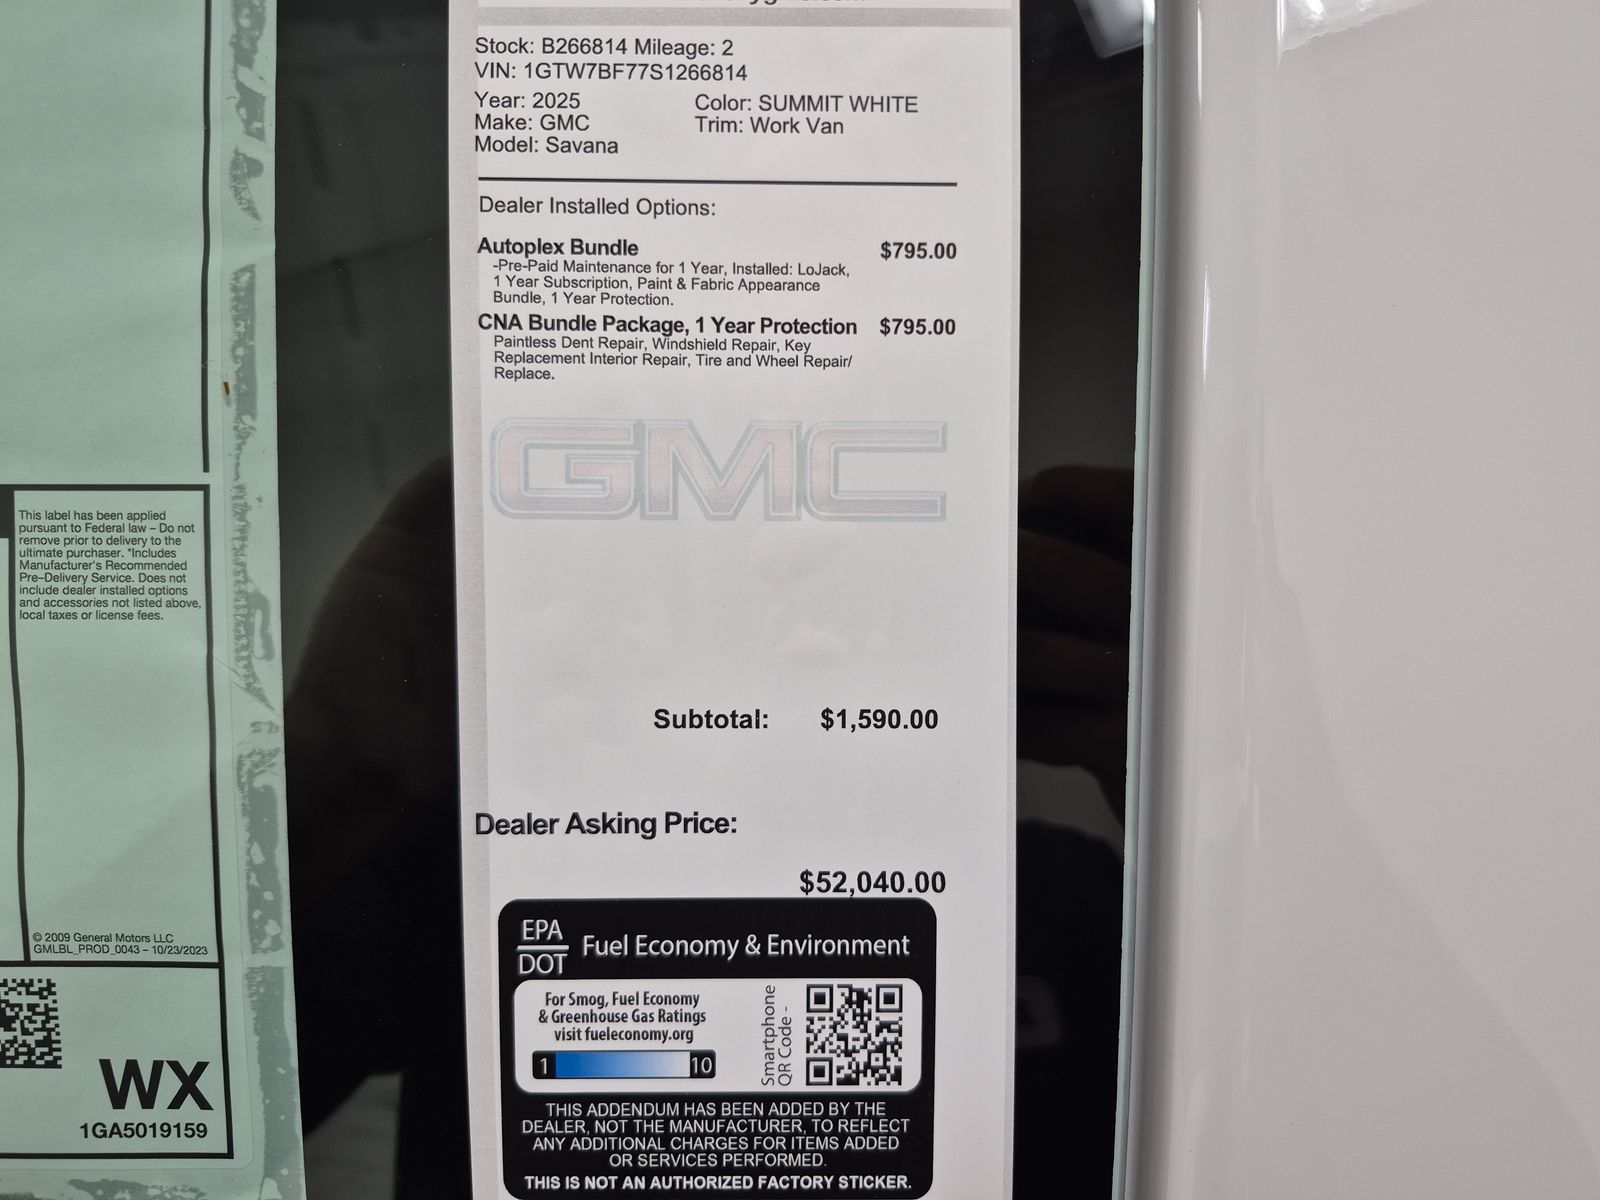 Stock: B266814 Mileage: 2
VIN: 1GTW7BF77S1266814
Year: 2025
Color: SUMMIT WHITE
Make: GMC
Trim: Work Van
Model: Savana
Dealer Installed Options:
Autoplex Bundle $795.00
-Pre-Paid Maintenance for 1 Year, Installed: LoJack,
1 Year Subscription, Paint & Fabric Appearance
Bundle, 1 Year Protection.
CNA Bundle Package, 1 Year Protection $795.00
Paintless Dent Repair, Windshield Repair, Key
Replacement Interior Repair, Tire and Wheel Repair/
Replace.
GMC
Subtotal: $1,590.00
Dealer Asking Price:
$52,040.00
EPA
DOT
Fuel Economy & Environment
For Smog, Fuel Economy
& Greenhouse Gas Ratings
visit fueleconomy.org
1 10
Smartphone
QR Code -
THIS ADDENDUM HAS BEEN ADDED BY THE
DEALER, NOT THE MANUFACTURER, TO REFLECT
ANY ADDITIONAL CHARGES FOR ITEMS ADDED
OR SERVICES PERFORMED.
THIS IS NOT AN AUTHORIZED FACTORY STICKER.
This label has been applied
pursuant to Federal law – Do not
remove prior to delivery to the
ultimate purchaser. *Includes
Manufacturer's Recommended
Pre-Delivery Service. Does not
include dealer installed options
and accessories not listed above,
local taxes or license fees.
© 2009 General Motors LLC
GMLBL_PROD_0043 – 10/23/2023
WX
1GA5019159